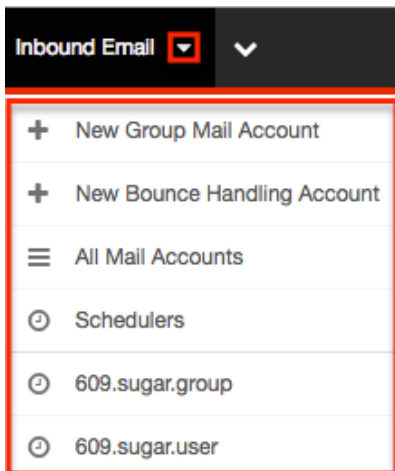 Inbound Email
New Group Mail Account
New Bounce Handling Account
All Mail Accounts
Schedulers
609.sugar.group
609.sugar.user